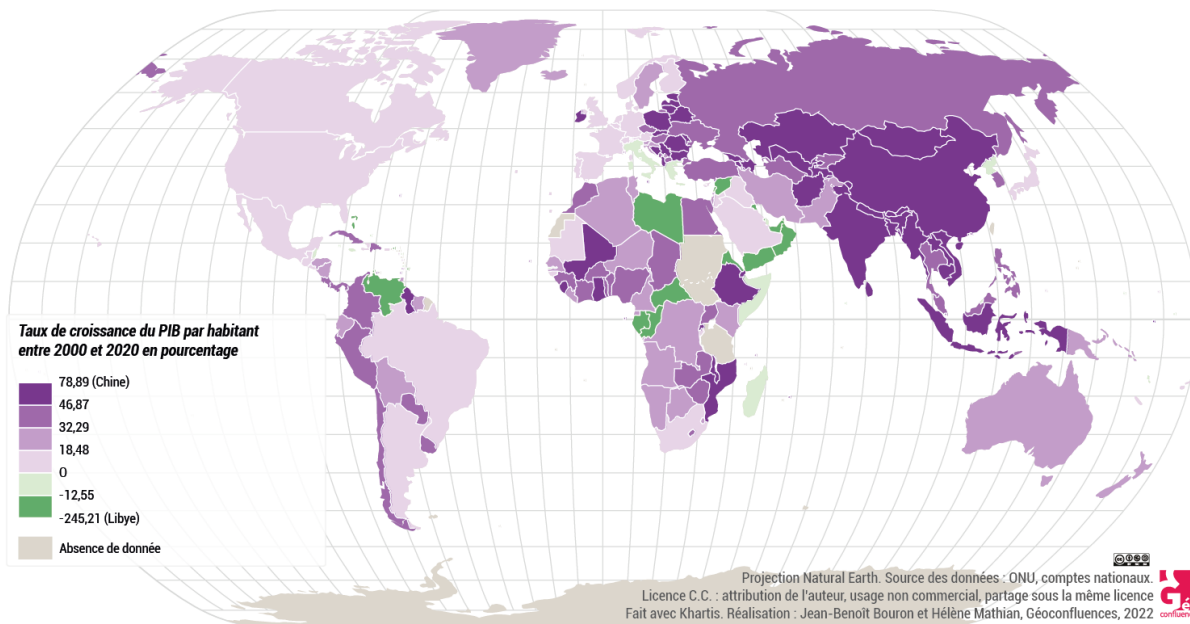 Taux de croissance du PIB par habitant
entre 2000 et 2020 en pourcentage
78,89 (Chine)
46,87
32,29
18,48
0
-12,55
-245,21 (Libye)
Absence de donnée
Projection Natural Earth. Source des données : ONU, comptes nationaux.
Licence C.C. : attribution de l'auteur, usage non commercial, partage sous la même licence
Fait avec Khartis. Réalisation : Jean-Benoît Bouron et Hélène Mathian, Géoconfluences, 2022